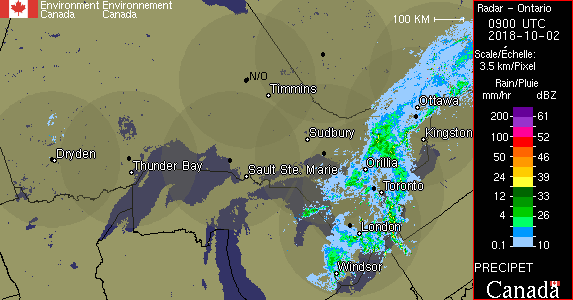 Environment Environnement
Canada Canada
100 KM
N/O
Timmins
Ottawa
Sudbury
Kingston
Dryden
Thunder Bay
Sault Ste. Marie
Orillia
Toronto
London
Windsor
Radar - Ontario
0900 UTC
2018-10-02
Scale/Échelle:
3.5 km/Pixel
Rain/Pluie
mm/hr dBZ
200 61
100 52
50 46
24 39
12 33
4 26
0.1 10
PRECIPET
Canada